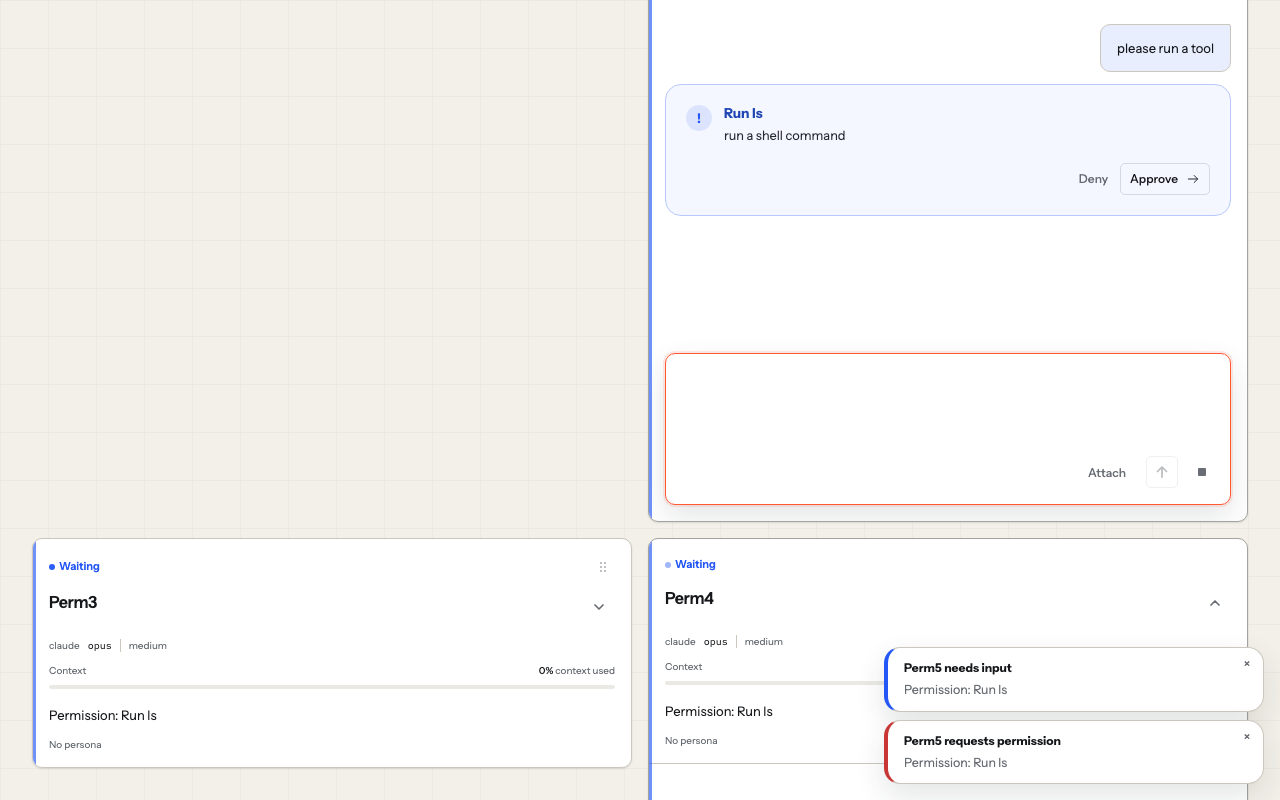 please run a tool
!
Run ls
run a shell command
Deny
Approve →
Attach
Waiting
Perm3
claude opus | medium
Context
0% context used
Permission: Run ls
No persona
Waiting
Perm4
claude opus | medium
Context
Permission: Run ls
No persona
Perm5 needs input
×
Permission: Run ls
Perm5 requests permission
×
Permission: Run ls